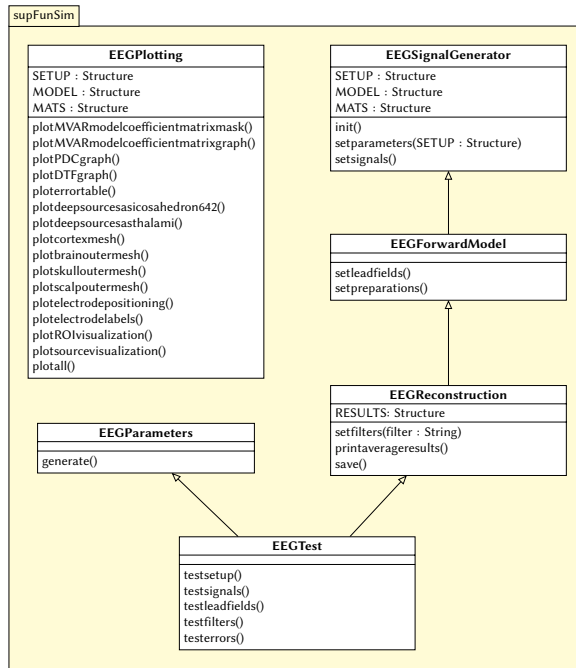 supFunSim
EEGPlotting
SETUP : Structure
MODEL : Structure
MATS : Structure
plotMVARmodelcoefficientmatrixmask()
plotMVARmodelcoefficientmatrixgraph()
plotPDCgraph()
plotDTFgraph()
ploterrortable()
plotdeepsourcesasicosahedron642()
plotdeepsourcesasthalami()
plotcortexmesh()
plotbrainoutermesh()
plotskulloutermesh()
plotscalpoutermesh()
plotelectrodepositioning()
plotelectrodelabels()
plotROIvisualization()
plotsourcevisualization()
plotall()
EEGSignalGenerator
SETUP : Structure
MODEL : Structure
MATS : Structure
init()
setparameters(SETUP : Structure)
setsignals()
EEGForwardModel
setleadfields()
setpreparations()
EEGReconstruction
RESULTS: Structure
setfilters(filter : String)
printaverageresults()
save()
EEGParameters
generate()
EEGTest
testsetup()
testsignals()
testleadfields()
testfilters()
testerrors()